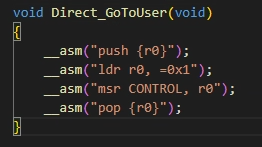 void Direct_GoToUser(void)
{
    __asm("push {r0}");
    __asm("ldr r0, =0x1");
    __asm("msr CONTROL, r0");
    __asm("pop {r0}");
}